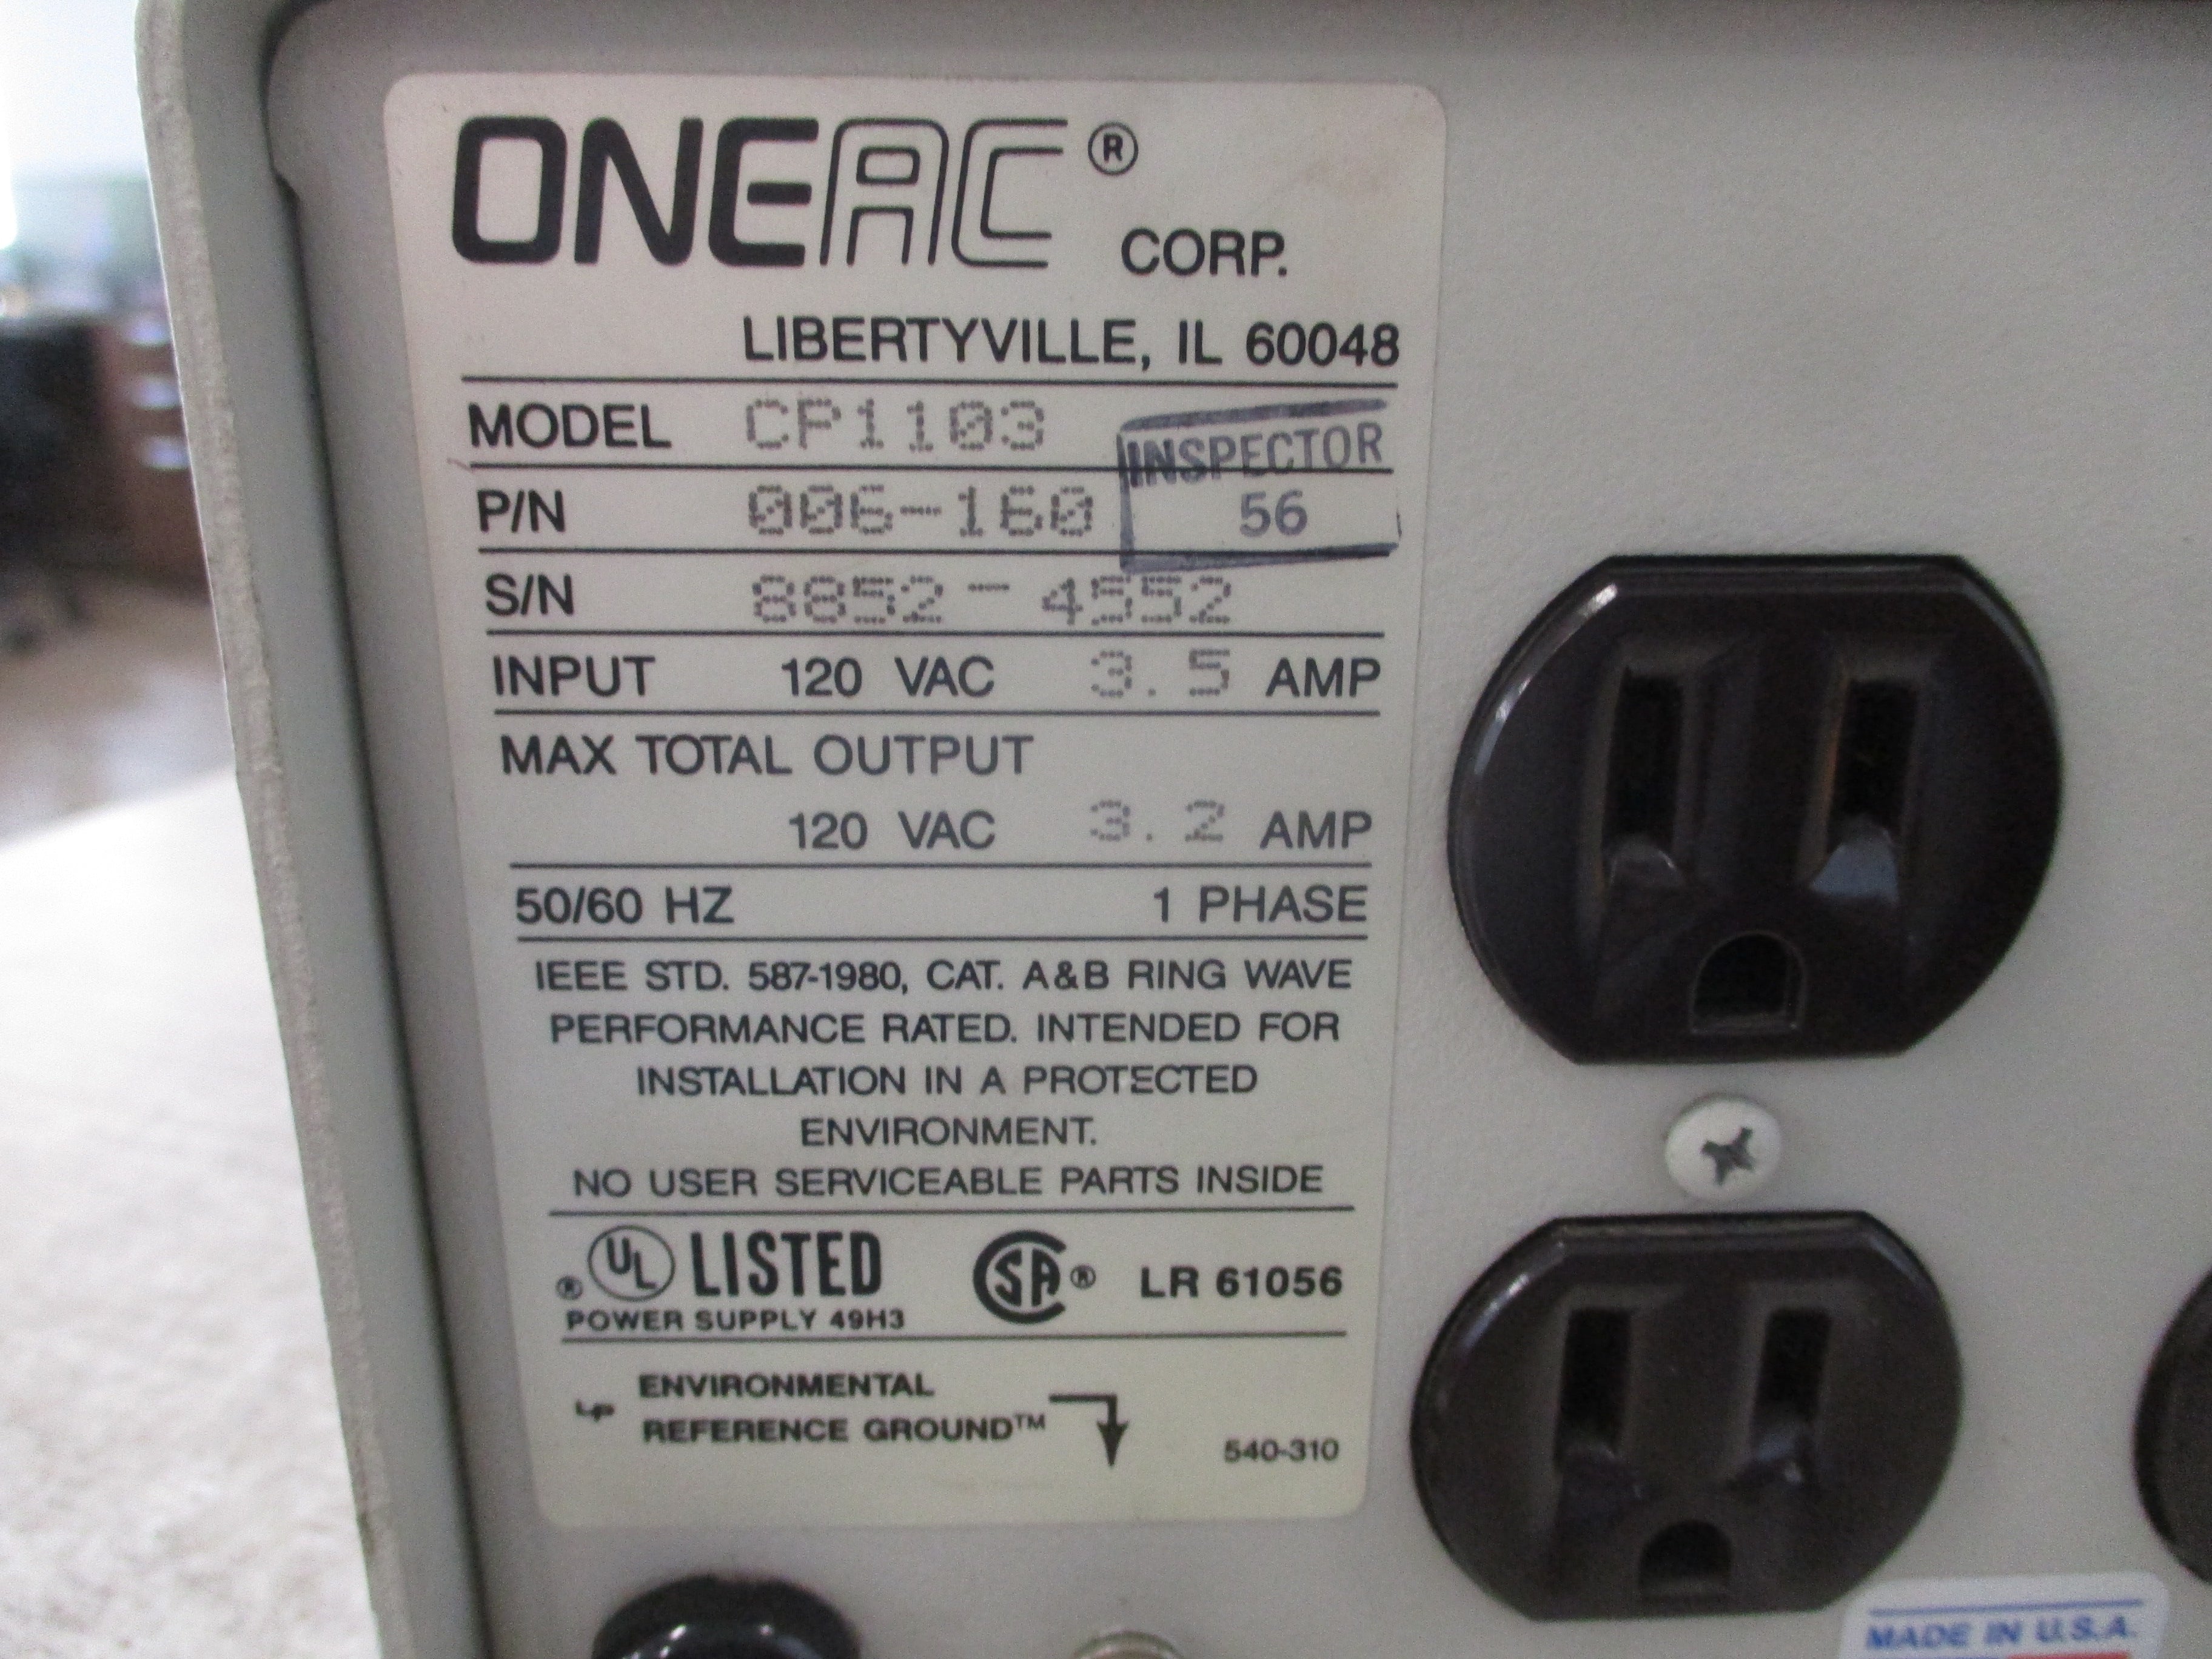 ONEAC® CORP.
LIBERTYVILLE, IL 60048
MODEL CP1103
INSPECTOR
P/N 006-160
56
S/N 8852-4552
INPUT 120 VAC 3.5 AMP
MAX TOTAL OUTPUT
120 VAC 3.2 AMP
50/60 HZ 1 PHASE
IEEE STD. 587-1980, CAT. A&B RING WAVE
PERFORMANCE RATED. INTENDED FOR
INSTALLATION IN A PROTECTED
ENVIRONMENT.
NO USER SERVICEABLE PARTS INSIDE
® UL LISTED
POWER SUPPLY 49H3
CSA® LR 61056
ENVIRONMENTAL
REFERENCE GROUND™
540-310
MADE IN U.S.A.